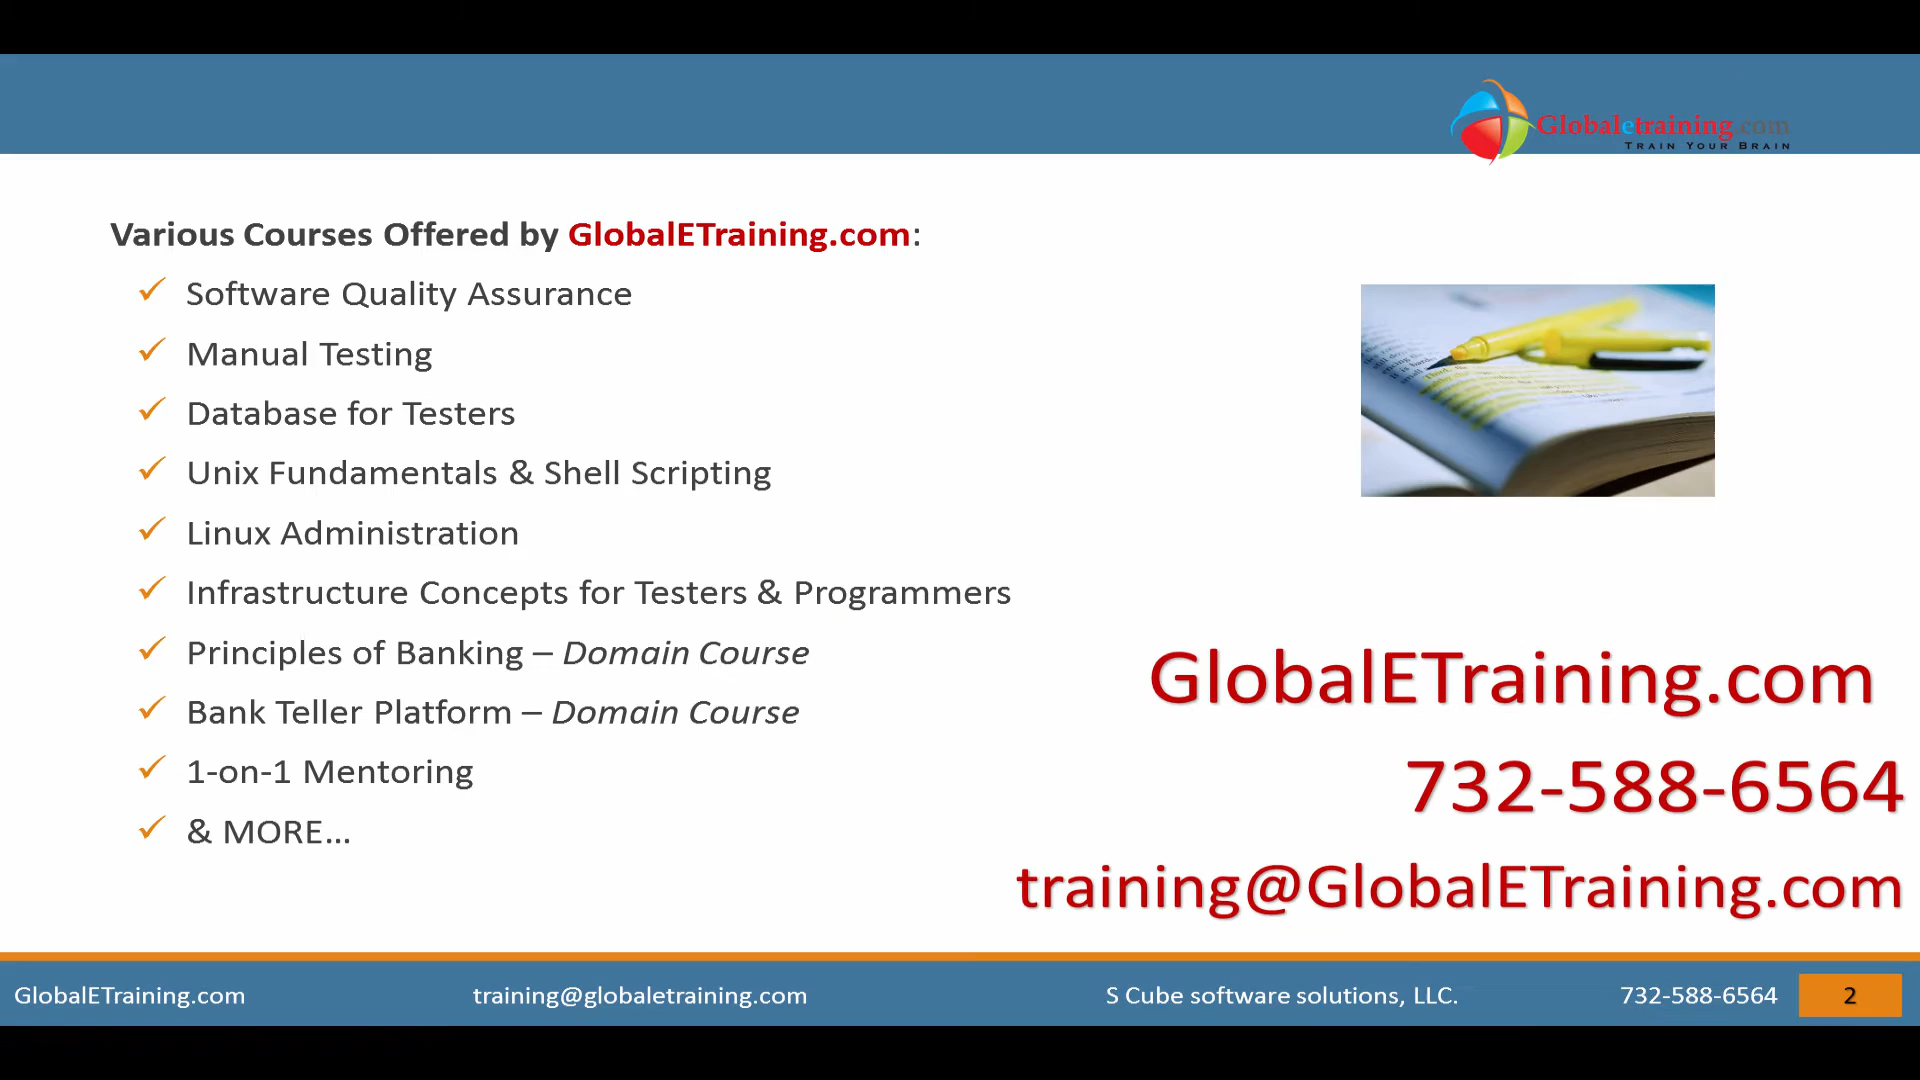 Globaletraining.com
TRAIN YOUR BRAIN
Various Courses Offered by GlobalETraining.com:
Software Quality Assurance
Manual Testing
Database for Testers
Unix Fundamentals & Shell Scripting
Linux Administration
Infrastructure Concepts for Testers & Programmers
Principles of Banking – Domain Course
Bank Teller Platform – Domain Course
1-on-1 Mentoring
& MORE…
GlobalETraining.com
732-588-6564
training@GlobalETraining.com
GlobalETraining.com training@globaletraining.com S Cube software solutions, LLC. 732-588-6564 2